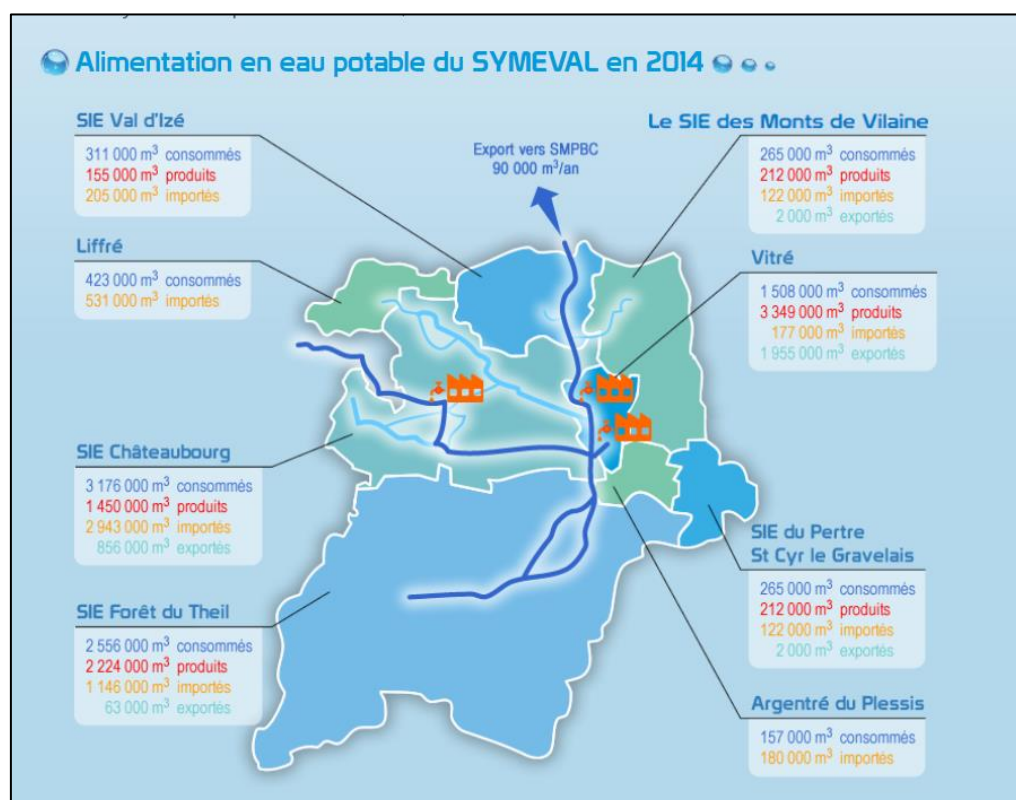 Alimentation en eau potable du SYMEVAL en 2014
SIE Val d'Izé
311 000 m³ consommés
155 000 m³ produits
205 000 m³ importés
Export vers SMPBC
90 000 m³/an
Le SIE des Monts de Vilaine
265 000 m³ consommés
212 000 m³ produits
122 000 m³ importés
2 000 m³ exportés
Liffré
423 000 m³ consommés
531 000 m³ importés
Vitré
1 508 000 m³ consommés
3 349 000 m³ produits
177 000 m³ importés
1 955 000 m³ exportés
SIE Châteaubourg
3 176 000 m³ consommés
1 450 000 m³ produits
2 943 000 m³ importés
856 000 m³ exportés
SIE du Pertre
St Cyr le Gravelais
265 000 m³ consommés
212 000 m³ produits
122 000 m³ importés
2 000 m³ exportés
SIE Forêt du Theil
2 556 000 m³ consommés
2 224 000 m³ produits
1 146 000 m³ importés
63 000 m³ exportés
Argentré du Plessis
157 000 m³ consommés
180 000 m³ importés